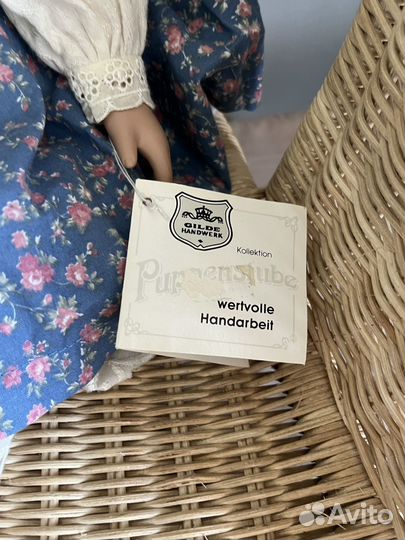 GILDE
HANDWERK
Kollektion
Puppenstube
wertvolle
Handarbeit
Avito